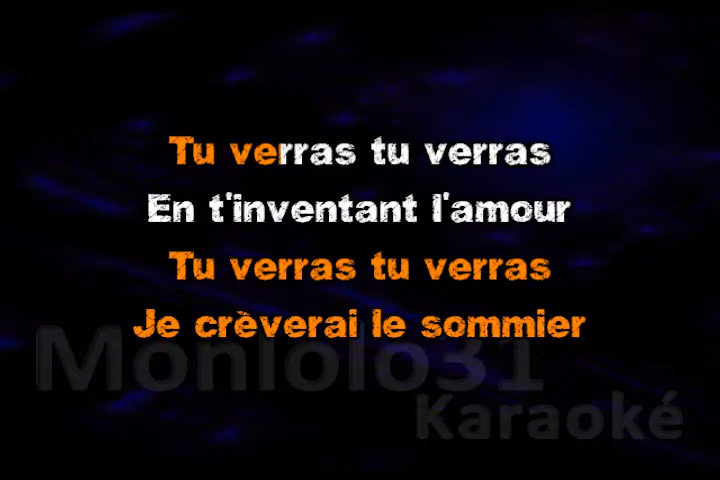 Tu verras tu verras
En t'inventant l'amour
Tu verras tu verras
Je crèverai le sommier
Monlolo31
Karaoké